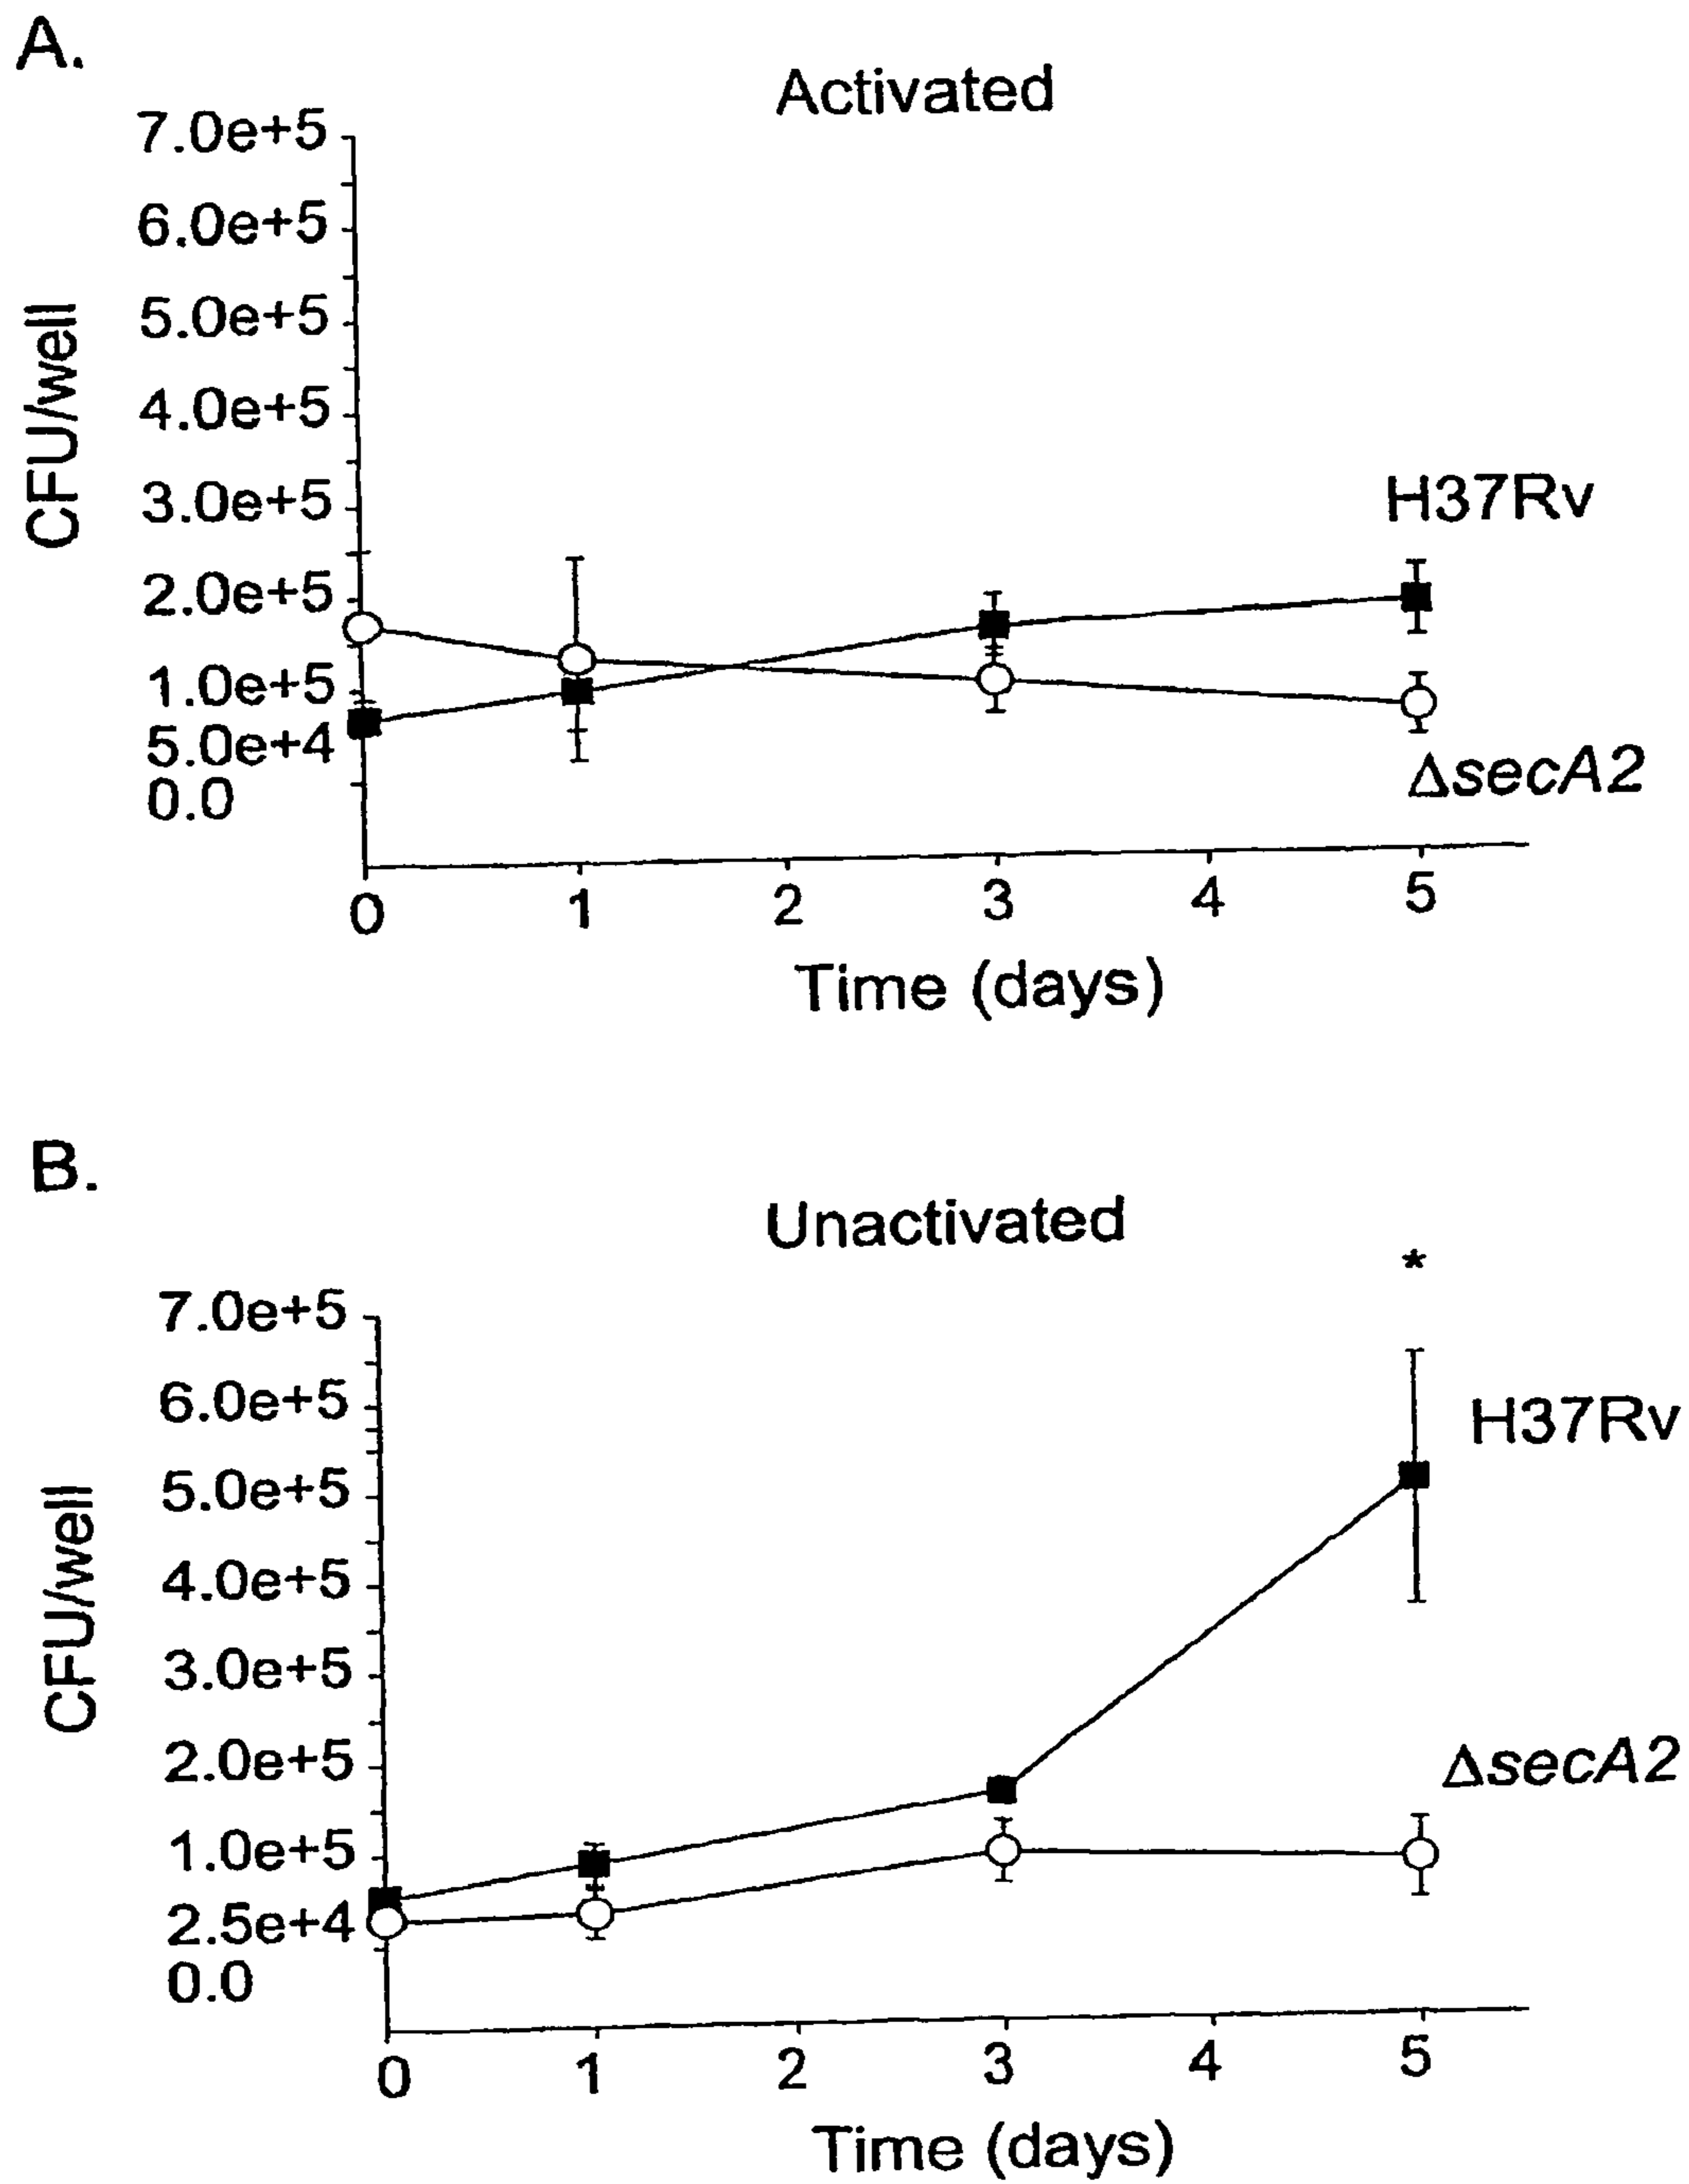 A.
Activated
7.0e+5
6.0e+5
5.0e+5
4.0e+5
3.0e+5
2.0e+5
1.0e+5
5.0e+4
0.0
CFU/well
H37Rv
ΔsecA2
0 1 2 3 4 5
Time (days)
B.
Unactivated
*
7.0e+5
6.0e+5
5.0e+5
4.0e+5
3.0e+5
2.0e+5
1.0e+5
2.5e+4
0.0
CFU/well
H37Rv
ΔsecA2
0 1 2 3 4 5
Time (days)